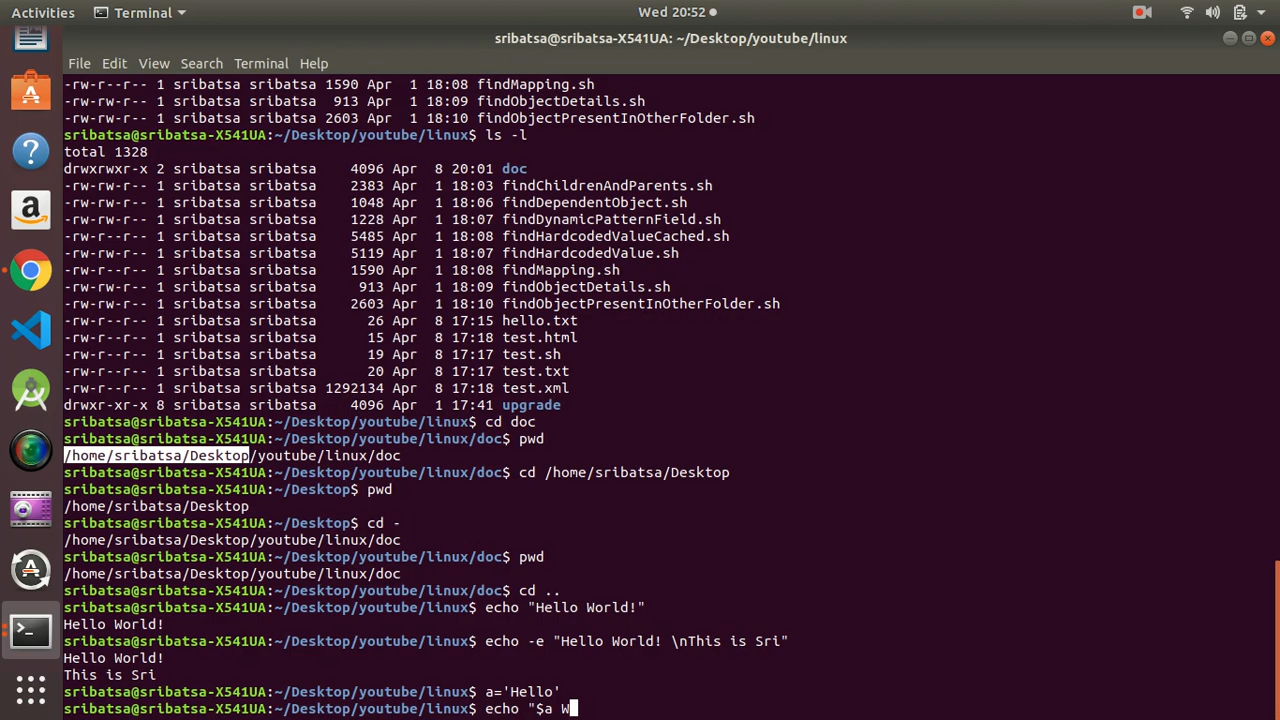 Activities Terminal Wed 20:52
sribatsa@sribatsa-X541UA: ~/Desktop/youtube/linux
File Edit View Search Terminal Help
-rw-r--r-- 1 sribatsa sribatsa 1590 Apr  1 18:08 findMapping.sh
-rw-r--r-- 1 sribatsa sribatsa  913 Apr  1 18:09 findObjectDetails.sh
-rw-r--r-- 1 sribatsa sribatsa 2603 Apr  1 18:10 findObjectPresentInOtherFolder.sh
sribatsa@sribatsa-X541UA:~/Desktop/youtube/linux$ ls -l
total 1328
drwxrwxr-x 2 sribatsa sribatsa    4096 Apr  8 20:01 doc
-rw-r--r-- 1 sribatsa sribatsa    2383 Apr  1 18:03 findChildrenAndParents.sh
-rw-r--r-- 1 sribatsa sribatsa    1048 Apr  1 18:06 findDependentObject.sh
-rw-r--r-- 1 sribatsa sribatsa    1228 Apr  1 18:07 findDynamicPatternField.sh
-rw-r--r-- 1 sribatsa sribatsa    5485 Apr  1 18:08 findHardcodedValueCached.sh
-rw-r--r-- 1 sribatsa sribatsa    5119 Apr  1 18:07 findHardcodedValue.sh
-rw-r--r-- 1 sribatsa sribatsa    1590 Apr  1 18:08 findMapping.sh
-rw-r--r-- 1 sribatsa sribatsa     913 Apr  1 18:09 findObjectDetails.sh
-rw-r--r-- 1 sribatsa sribatsa    2603 Apr  1 18:10 findObjectPresentInOtherFolder.sh
-rw-r--r-- 1 sribatsa sribatsa      26 Apr  8 17:15 hello.txt
-rw-r--r-- 1 sribatsa sribatsa      15 Apr  8 17:18 test.html
-rw-r--r-- 1 sribatsa sribatsa      19 Apr  8 17:17 test.sh
-rw-r--r-- 1 sribatsa sribatsa      20 Apr  8 17:17 test.txt
-rw-r--r-- 1 sribatsa sribatsa 1292134 Apr  8 17:18 test.xml
drwxr-xr-x 8 sribatsa sribatsa    4096 Apr  1 17:41 upgrade
sribatsa@sribatsa-X541UA:~/Desktop/youtube/linux$ cd doc
sribatsa@sribatsa-X541UA:~/Desktop/youtube/linux/doc$ pwd
/home/sribatsa/Desktop/youtube/linux/doc
sribatsa@sribatsa-X541UA:~/Desktop/youtube/linux/doc$ cd /home/sribatsa/Desktop
sribatsa@sribatsa-X541UA:~/Desktop$ pwd
/home/sribatsa/Desktop
sribatsa@sribatsa-X541UA:~/Desktop$ cd -
/home/sribatsa/Desktop/youtube/linux/doc
sribatsa@sribatsa-X541UA:~/Desktop/youtube/linux/doc$ pwd
/home/sribatsa/Desktop/youtube/linux/doc
sribatsa@sribatsa-X541UA:~/Desktop/youtube/linux/doc$ cd ..
sribatsa@sribatsa-X541UA:~/Desktop/youtube/linux$ echo "Hello World!"
Hello World!
sribatsa@sribatsa-X541UA:~/Desktop/youtube/linux$ echo -e "Hello World! \nThis is Sri"
Hello World!
This is Sri
sribatsa@sribatsa-X541UA:~/Desktop/youtube/linux$ a='Hello'
sribatsa@sribatsa-X541UA:~/Desktop/youtube/linux$ echo "$a W